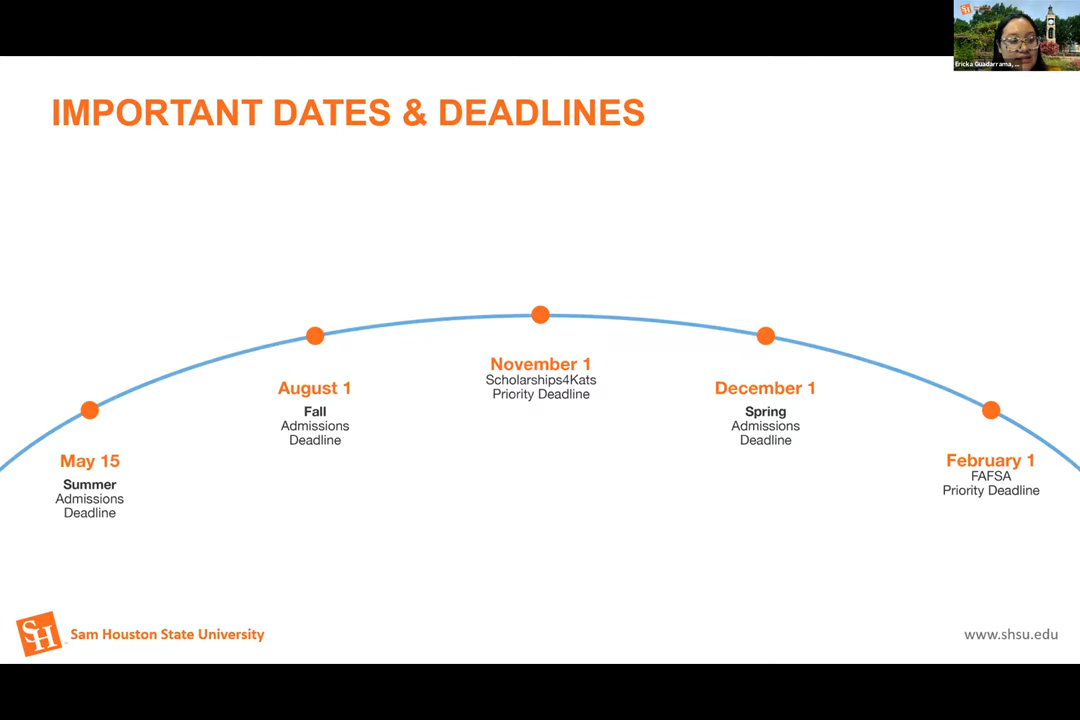 Ericka Guadarrama, ...
IMPORTANT DATES & DEADLINES
May 15
Summer
Admissions
Deadline
August 1
Fall
Admissions
Deadline
November 1
Scholarships4Kats
Priority Deadline
December 1
Spring
Admissions
Deadline
February 1
FAFSA
Priority Deadline
SH
Sam Houston State University
www.shsu.edu